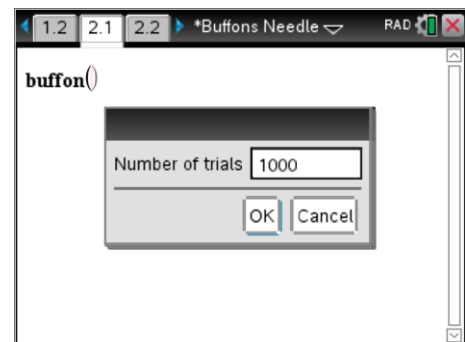 1.2 2.1 2.2 *Buffons Needle RAD
buffon()
Number of trials 1000
OK Cancel